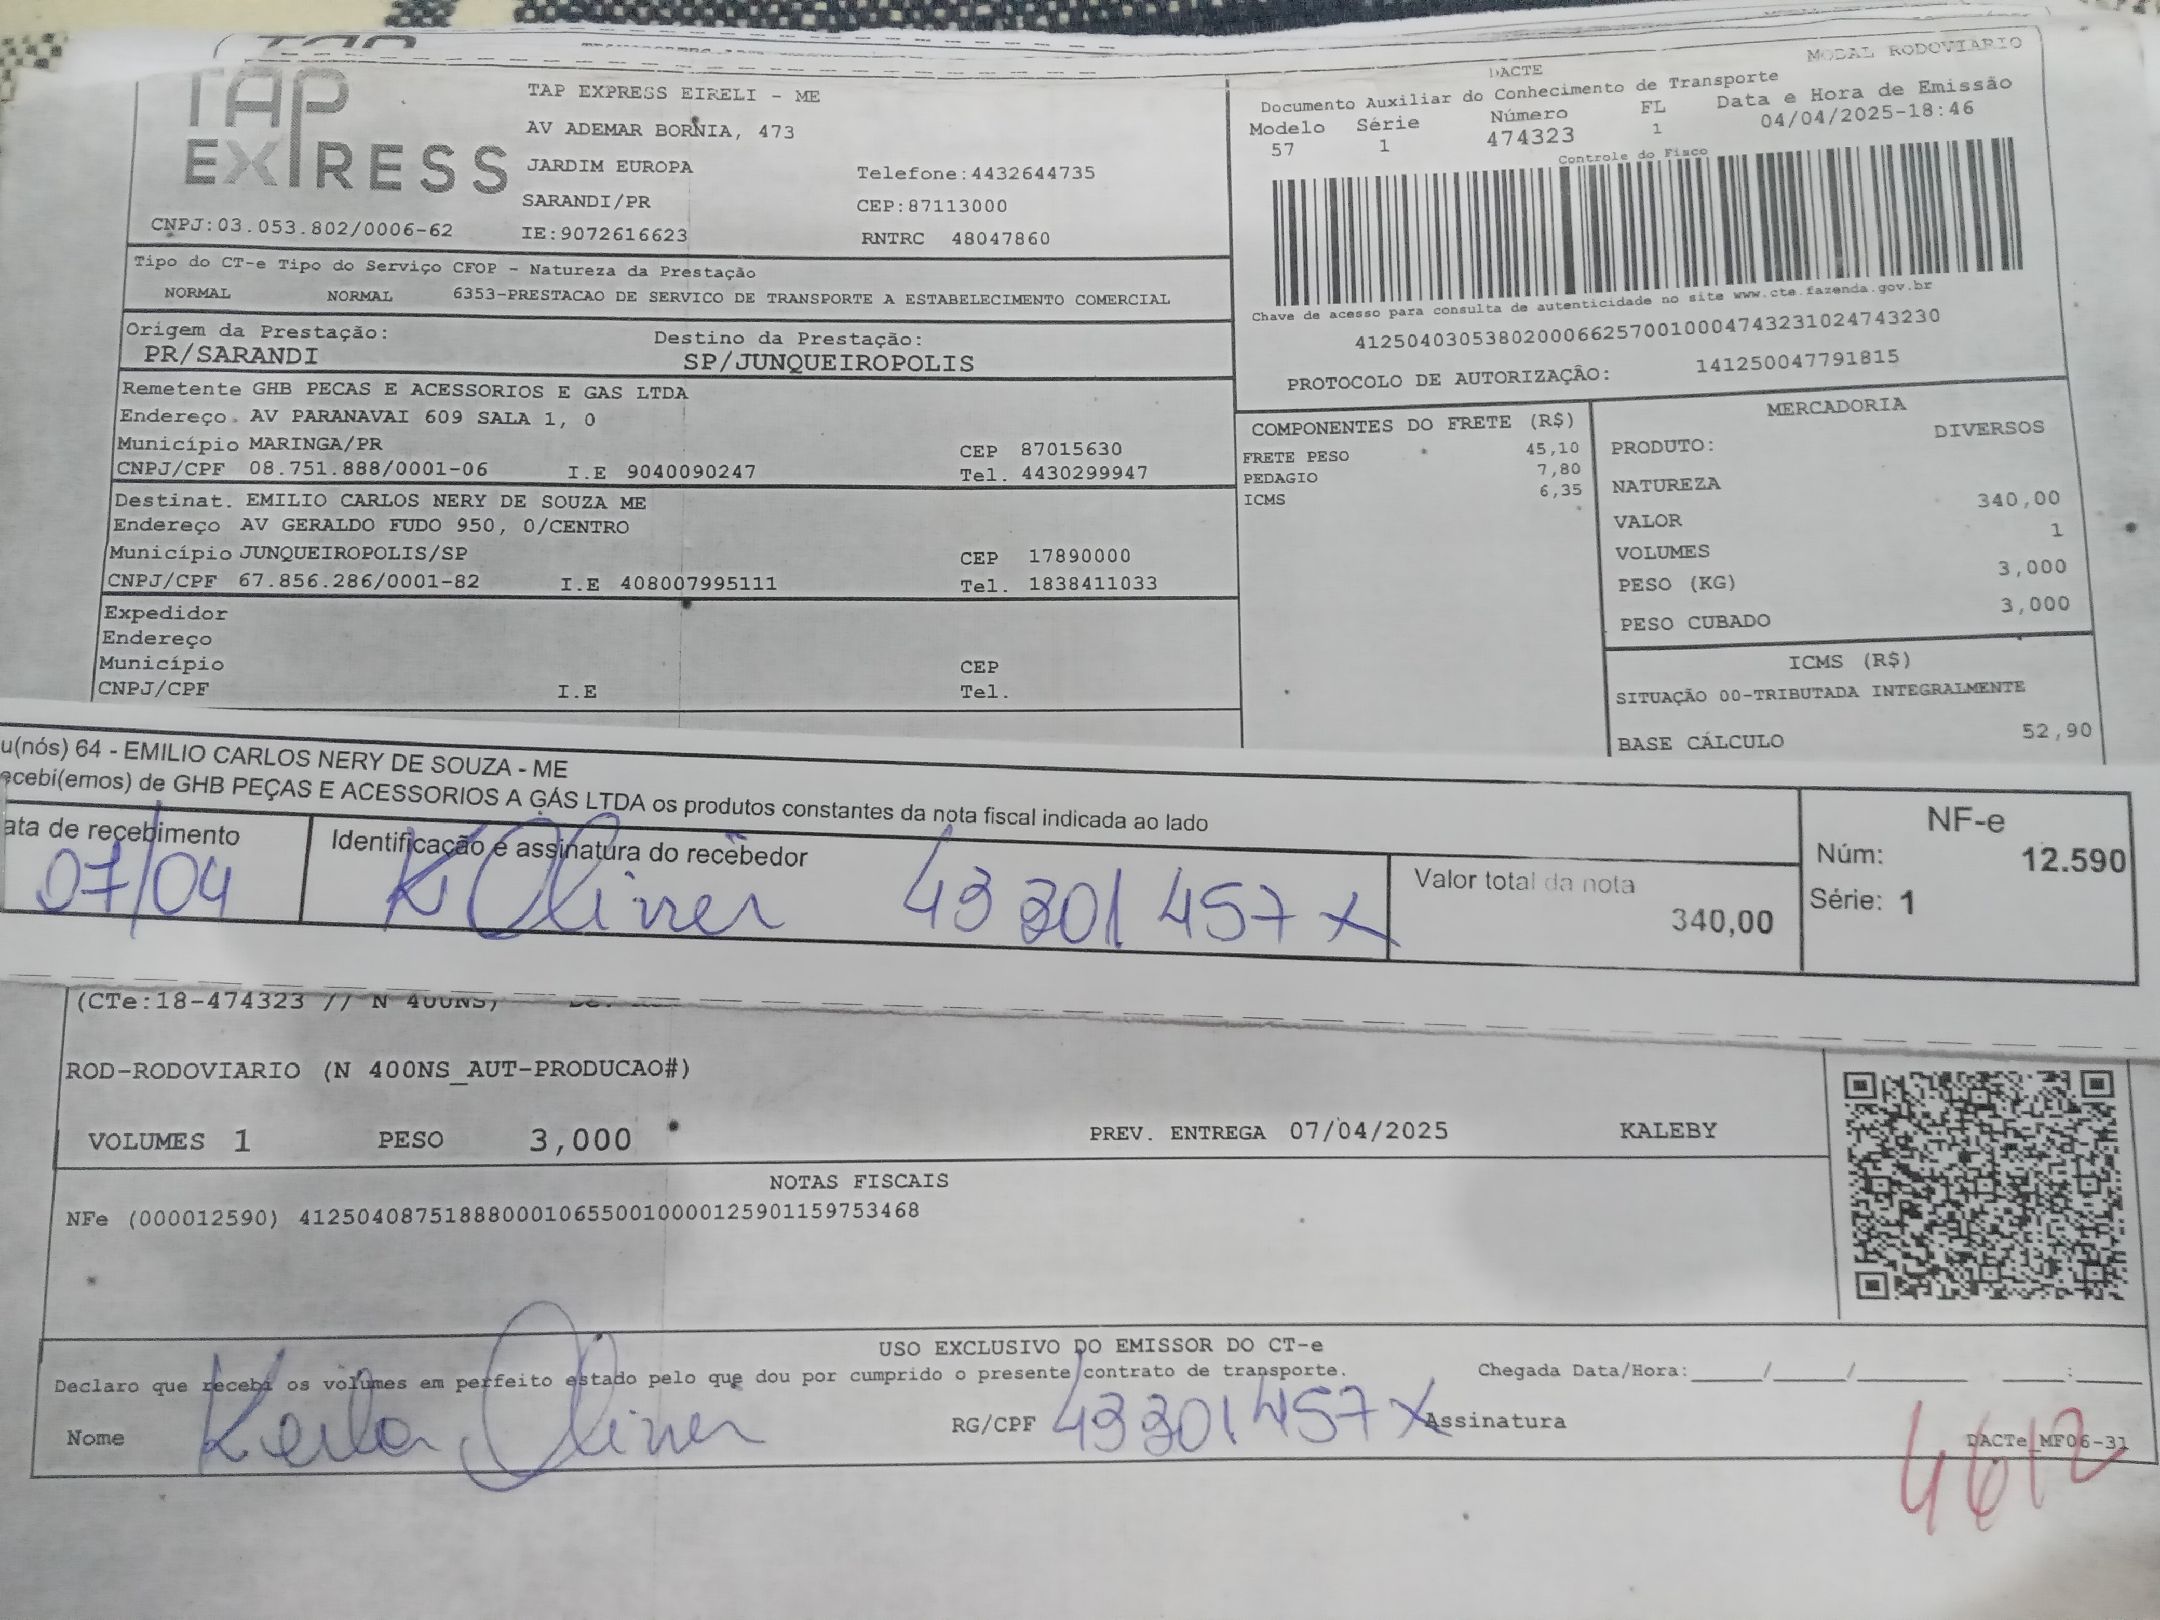 TAP EXPRESS
TAP EXPRESS EIRELI - ME
AV ADEMAR BORNIA, 473
JARDIM EUROPA
Telefone:4432644735
SARANDI/PR
CEP:87113000
CNPJ:03.053.802/0006-62
IE:9072616623
RNTRC 48047860
MODAL RODOVIARIO
DACTE
Documento Auxiliar do Conhecimento de Transporte
Modelo Série Número FL Data e Hora de Emissão
57 1 474323 1 04/04/2025-18:46
Controle do Fisco
Chave de acesso para consulta de autenticidade no site www.cte.fazenda.gov.br
41250403053802000662570010004743231024743230
PROTOCOLO DE AUTORIZAÇÃO: 141250047791815
Tipo do CT-e Tipo do Serviço CFOP - Natureza da Prestação
NORMAL NORMAL 6353-PRESTACAO DE SERVICO DE TRANSPORTE A ESTABELECIMENTO COMERCIAL
Origem da Prestação: Destino da Prestação:
PR/SARANDI SP/JUNQUEIROPOLIS
Remetente GHB PECAS E ACESSORIOS E GAS LTDA
Endereço AV PARANAVAI 609 SALA 1, 0
Município MARINGA/PR CEP 87015630
CNPJ/CPF 08.751.888/0001-06 I.E 9040090247 Tel. 4430299947
Destinat. EMILIO CARLOS NERY DE SOUZA ME
Endereço AV GERALDO FUDO 950, 0/CENTRO
Município JUNQUEIROPOLIS/SP CEP 17890000
CNPJ/CPF 67.856.286/0001-82 I.E 408007995111 Tel. 1838411033
Expedidor
Endereço
Município CEP
CNPJ/CPF I.E Tel.
COMPONENTES DO FRETE (R$)
FRETE PESO 45,10
PEDAGIO 7,80
ICMS 6,35
MERCADORIA
PRODUTO: DIVERSOS
NATUREZA
VALOR 340,00
VOLUMES 1
PESO (KG) 3,000
PESO CUBADO 3,000
ICMS (R$)
SITUAÇÃO 00-TRIBUTADA INTEGRALMENTE
BASE CÁLCULO 52,90
u(nós) 64 - EMILIO CARLOS NERY DE SOUZA - ME
ecebi(emos) de GHB PEÇAS E ACESSORIOS A GÁS LTDA os produtos constantes da nota fiscal indicada ao lado
ata de recebimento
07/04
Identificação e assinatura do recebedor
43301457X
Valor total da nota
340,00
NF-e
Núm: 12.590
Série: 1
(CTe:18-474323 // N 400NS)
ROD-RODOVIARIO (N 400NS_AUT-PRODUCAO#)
VOLUMES 1 PESO 3,000 PREV. ENTREGA 07/04/2025 KALEBY
NOTAS FISCAIS
NFe (000012590) 41250408751888000106550010000125901159753468
USO EXCLUSIVO DO EMISSOR DO CT-e
Declaro que recebi os volumes em perfeito estado pelo que dou por cumprido o presente contrato de transporte.
Chegada Data/Hora:____/____/______ ____:____
Nome Keila
RG/CPF 43301457X
Assinatura
DACTe_MF06-31
4612